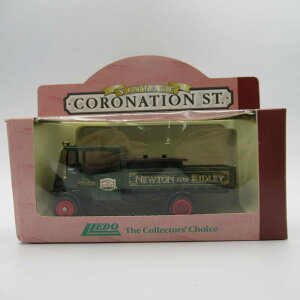 VINTAGE
CORONATION ST.
NEWTON AND RIDLEY
LLEDO The Collectors' Choice